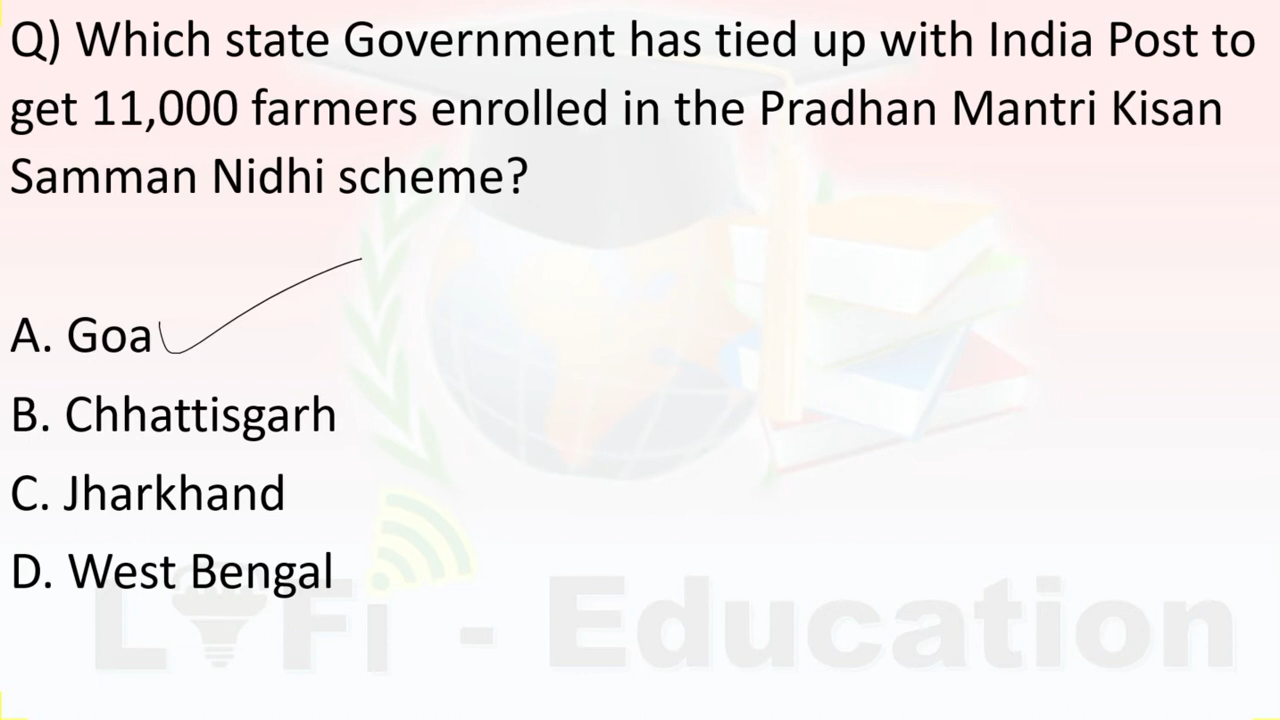 Q) Which state Government has tied up with India Post to
get 11,000 farmers enrolled in the Pradhan Mantri Kisan
Samman Nidhi scheme?
A. Goa
B. Chhattisgarh
C. Jharkhand
D. West Bengal
LiFi - Education